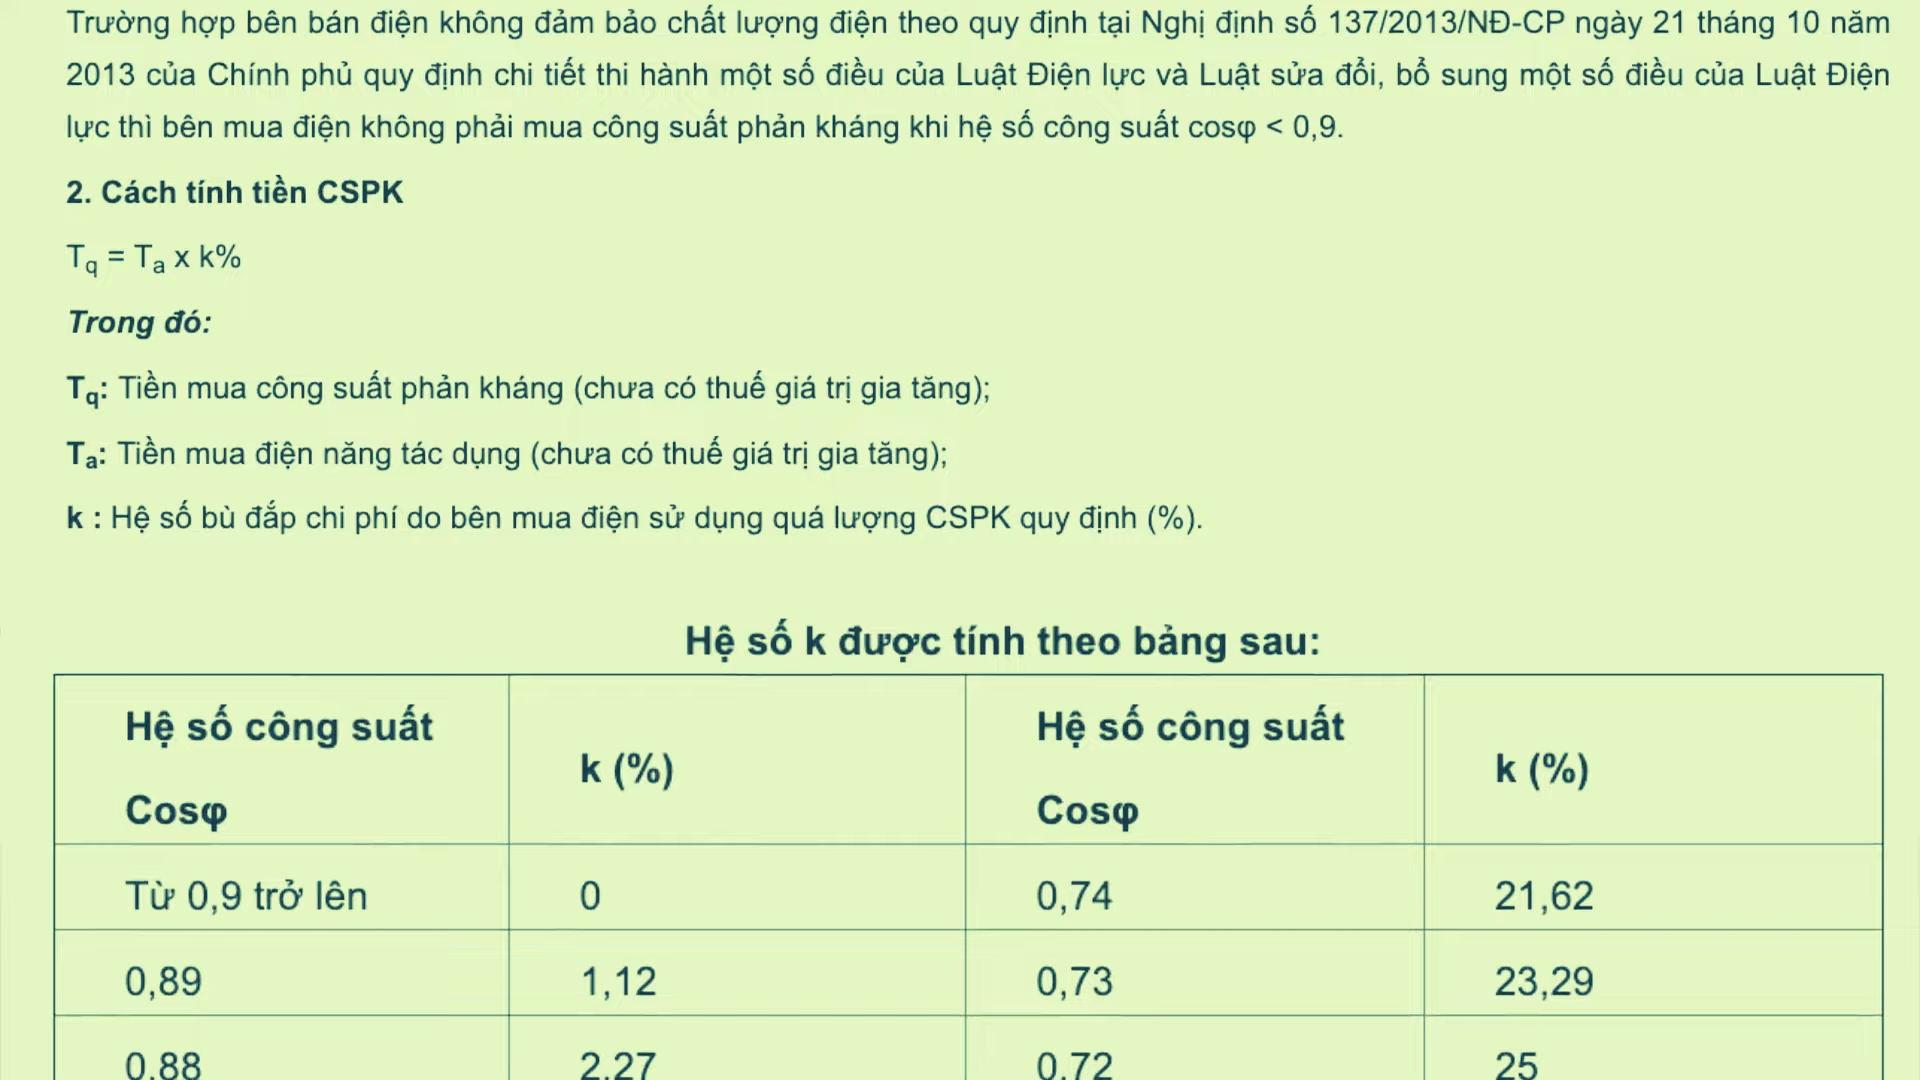 Trường hợp bên bán điện không đảm bảo chất lượng điện theo quy định tại Nghị định số 137/2013/NĐ-CP ngày 21 tháng 10 năm
2013 của Chính phủ quy định chi tiết thi hành một số điều của Luật Điện lực và Luật sửa đổi, bổ sung một số điều của Luật Điện
lực thì bên mua điện không phải mua công suất phản kháng khi hệ số công suất cosφ < 0,9.
2. Cách tính tiền CSPK
Tq = Ta x k%
Trong đó:
Tq: Tiền mua công suất phản kháng (chưa có thuế giá trị gia tăng);
Ta: Tiền mua điện năng tác dụng (chưa có thuế giá trị gia tăng);
k : Hệ số bù đắp chi phí do bên mua điện sử dụng quá lượng CSPK quy định (%).
Hệ số k được tính theo bảng sau:
Hệ số công suất Cosφ k (%) Hệ số công suất Cosφ k (%)
Từ 0,9 trở lên 0 0,74 21,62
0,89 1,12 0,73 23,29
0,88 2,27 0,72 25